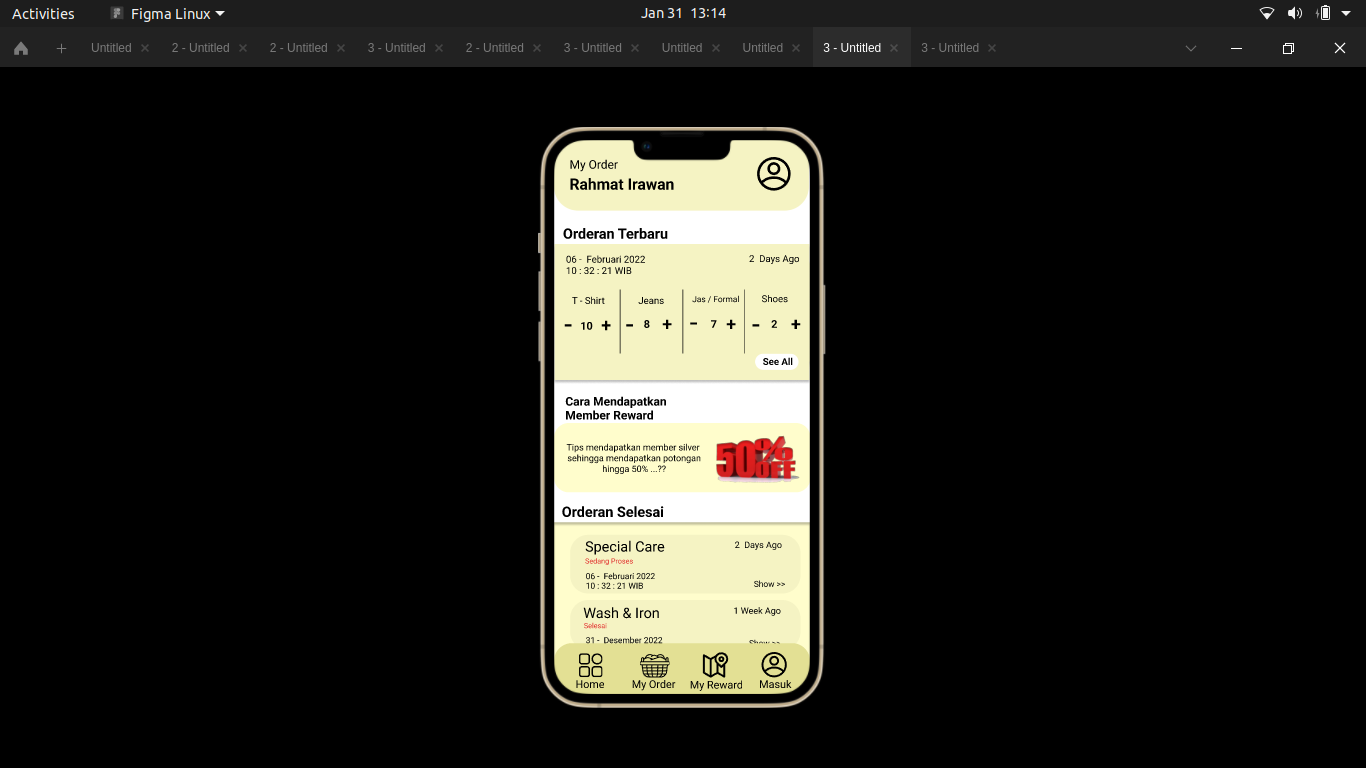 Activities
Figma Linux
Jan 31 13:14
Untitled
2 - Untitled
2 - Untitled
3 - Untitled
2 - Untitled
3 - Untitled
Untitled
Untitled
3 - Untitled
3 - Untitled
My Order
Rahmat Irawan
Orderan Terbaru
06 - Februari 2022
2 Days Ago
10 : 32 : 21 WIB
T - Shirt
Jeans
Jas / Formal
Shoes
- 10 +
- 8 +
- 7 +
- 2 +
See All
Cara Mendapatkan
Member Reward
Tips mendapatkan member silver
sehingga mendapatkan potongan
hingga 50% ...??
50%
OFF
Orderan Selesai
Special Care
2 Days Ago
Sedang Proses
06 - Februari 2022
10 : 32 : 21 WIB
Show >>
Wash & Iron
1 Week Ago
Selesai
31 - Desember 2022
Show >>
Home
My Order
My Reward
Masuk